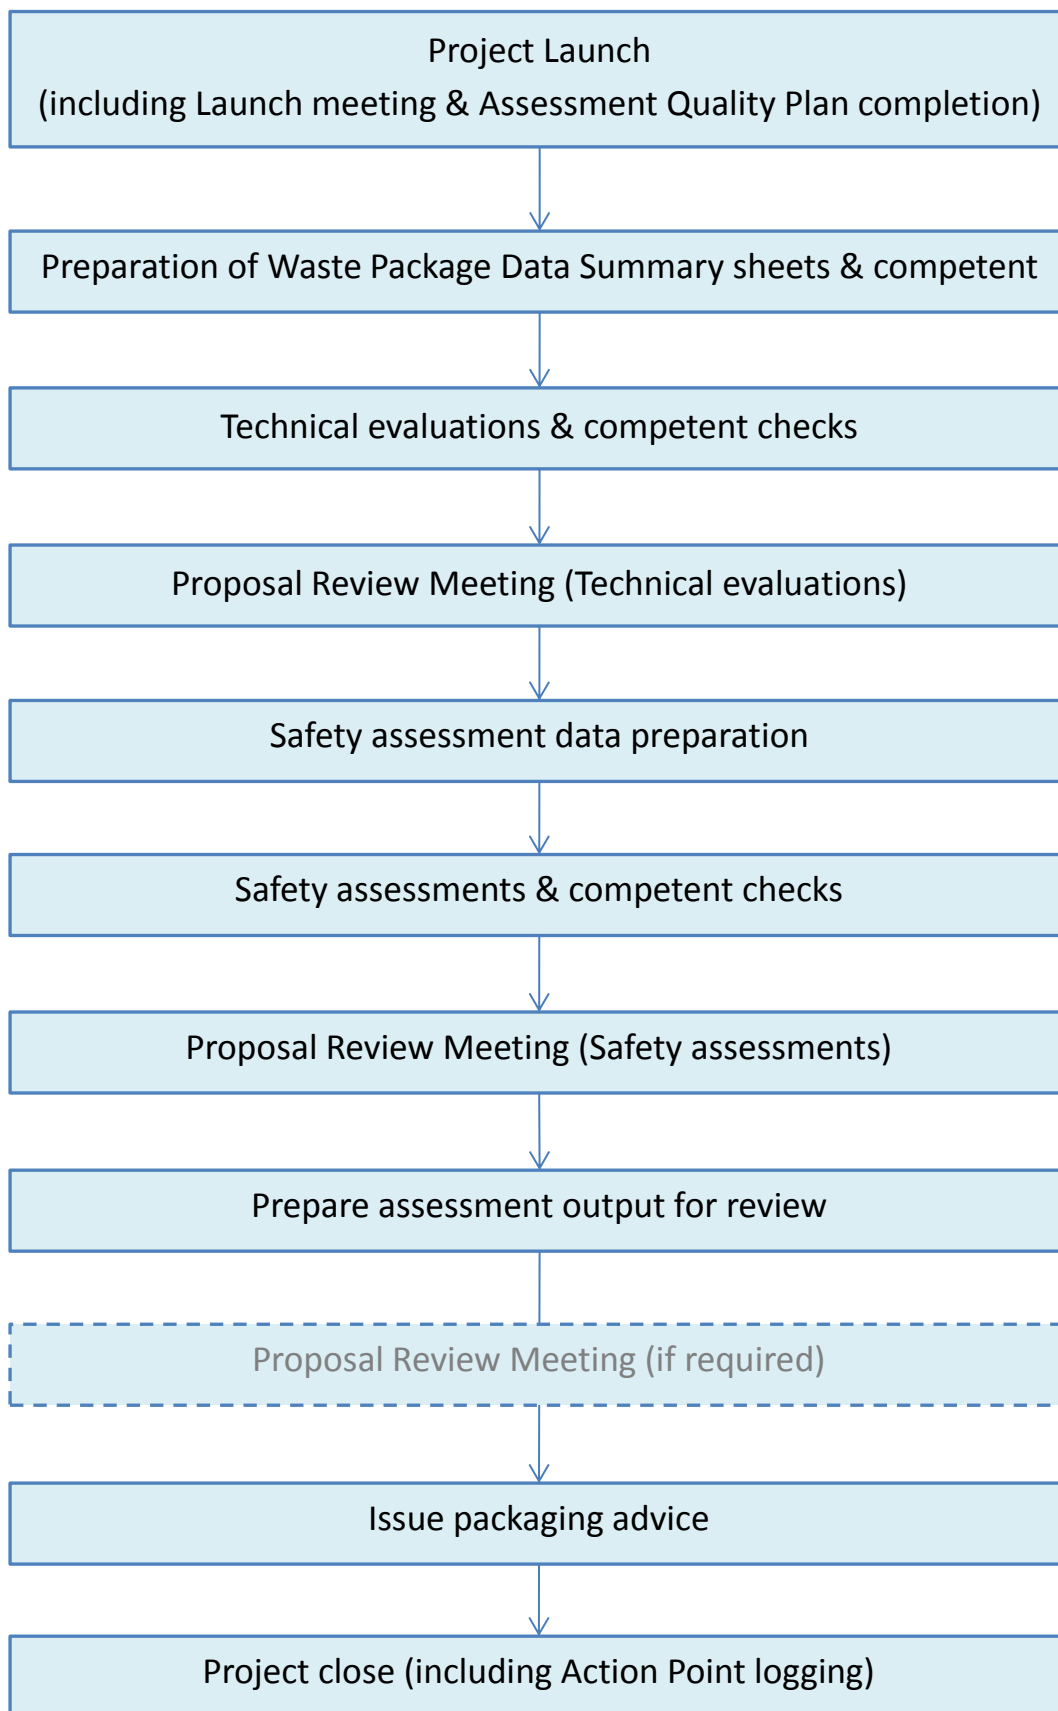 Project Launch
(including Launch meeting & Assessment Quality Plan completion)
Preparation of Waste Package Data Summary sheets & competent
Technical evaluations & competent checks
Proposal Review Meeting (Technical evaluations)
Safety assessment data preparation
Safety assessments & competent checks
Proposal Review Meeting (Safety assessments)
Prepare assessment output for review
Proposal Review Meeting (if required)
Issue packaging advice
Project close (including Action Point logging)